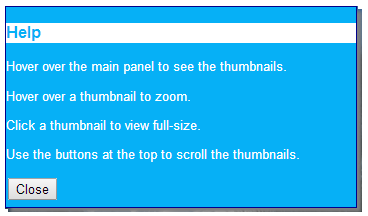 Help
Hover over the main panel to see the thumbnails.
Hover over a thumbnail to zoom.
Click a thumbnail to view full-size.
Use the buttons at the top to scroll the thumbnails.
Close